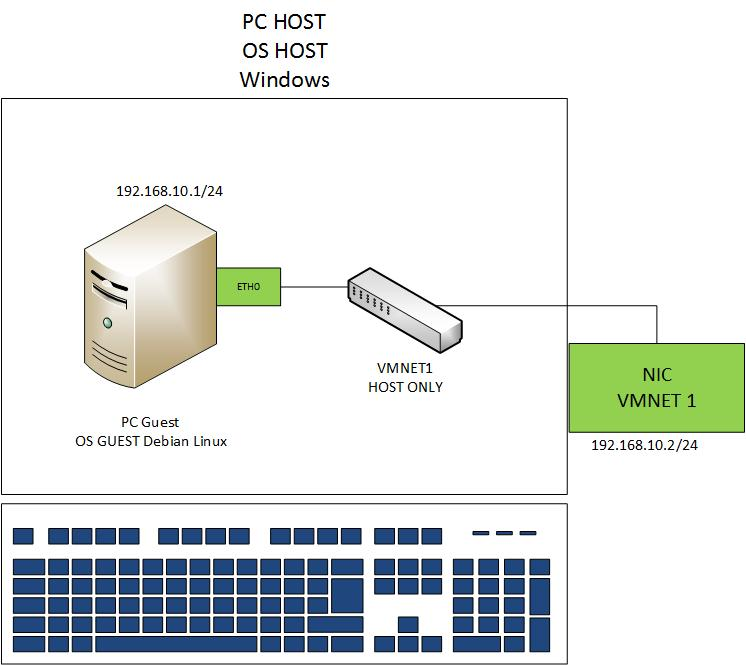 PC HOST
OS HOST
Windows
192.168.10.1/24
ETH0
VMNET1
HOST ONLY
NIC
VMNET 1
192.168.10.2/24
PC Guest
OS GUEST Debian Linux